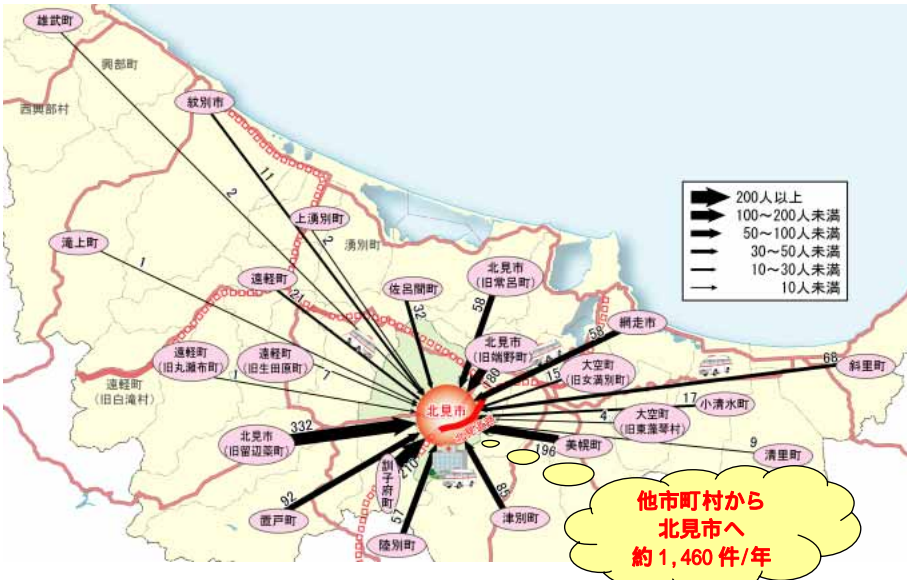 雄武町
興部町
西興部村
紋別市
11
2
上湧別町
2
湧別町
滝上町
1
遠軽町
21
佐呂間町
32
北見市
(旧常呂町)
58
北見市
(旧端野町)
180
網走市
58
遠軽町
(旧丸瀬布町)
1
遠軽町
(旧生田原町)
7
遠軽町
(旧白滝村)
大空町
(旧女満別町)
15
斜里町
68
小清水町
17
大空町
(旧東藻琴村)
4
清里町
9
北見市
北見市
(旧留辺蘂町)
332
美幌町
196
訓子府町
210
置戸町
92
陸別町
57
津別町
85
200人以上
100~200人未満
50~100人未満
30~50人未満
10~30人未満
10人未満
他市町村から
北見市へ
約1,460件/年